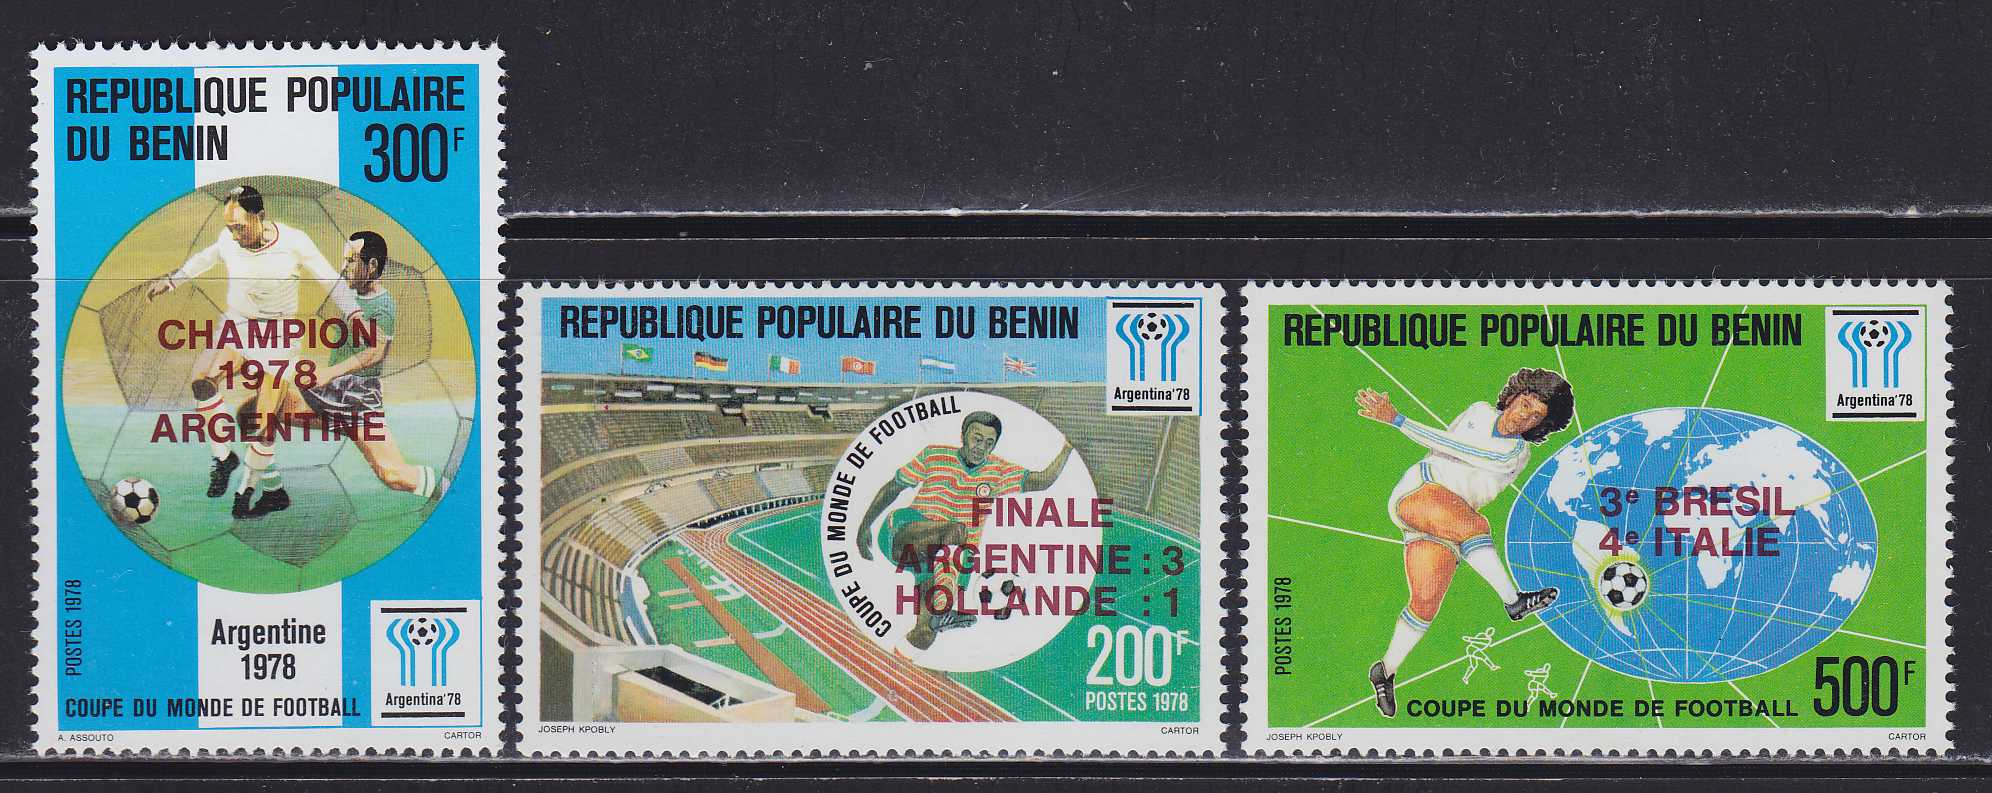 REPUBLIQUE POPULAIRE
DU BENIN
300F
CHAMPION
1978
ARGENTINE
POSTES 1978
Argentine
1978
COUPE DU MONDE DE FOOTBALL
Argentina'78
A. ASSOUTO
CARTOR
REPUBLIQUE POPULAIRE DU BENIN
Argentina'78
COUPE DU MONDE DE FOOTBALL
FINALE
ARGENTINE : 3
HOLLANDE : 1
200F
POSTES 1978
JOSEPH KPOBLY
CARTOR
REPUBLIQUE POPULAIRE DU BENIN
Argentina'78
3e BRESIL
4e ITALIE
POSTES 1978
COUPE DU MONDE DE FOOTBALL
500F
JOSEPH KPOBLY
CARTOR